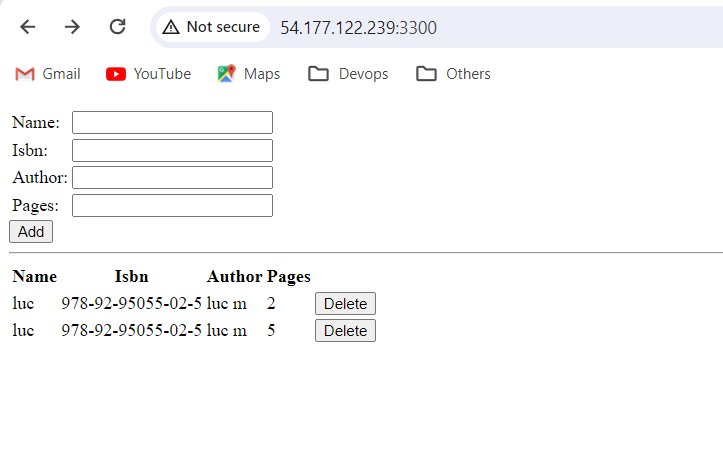 Not secure 54.177.122.239:3300
Gmail YouTube Maps Devops Others
Name:
Isbn:
Author:
Pages:
Add
Name Isbn Author Pages
luc 978-92-95055-02-5 luc m 2 Delete
luc 978-92-95055-02-5 luc m 5 Delete